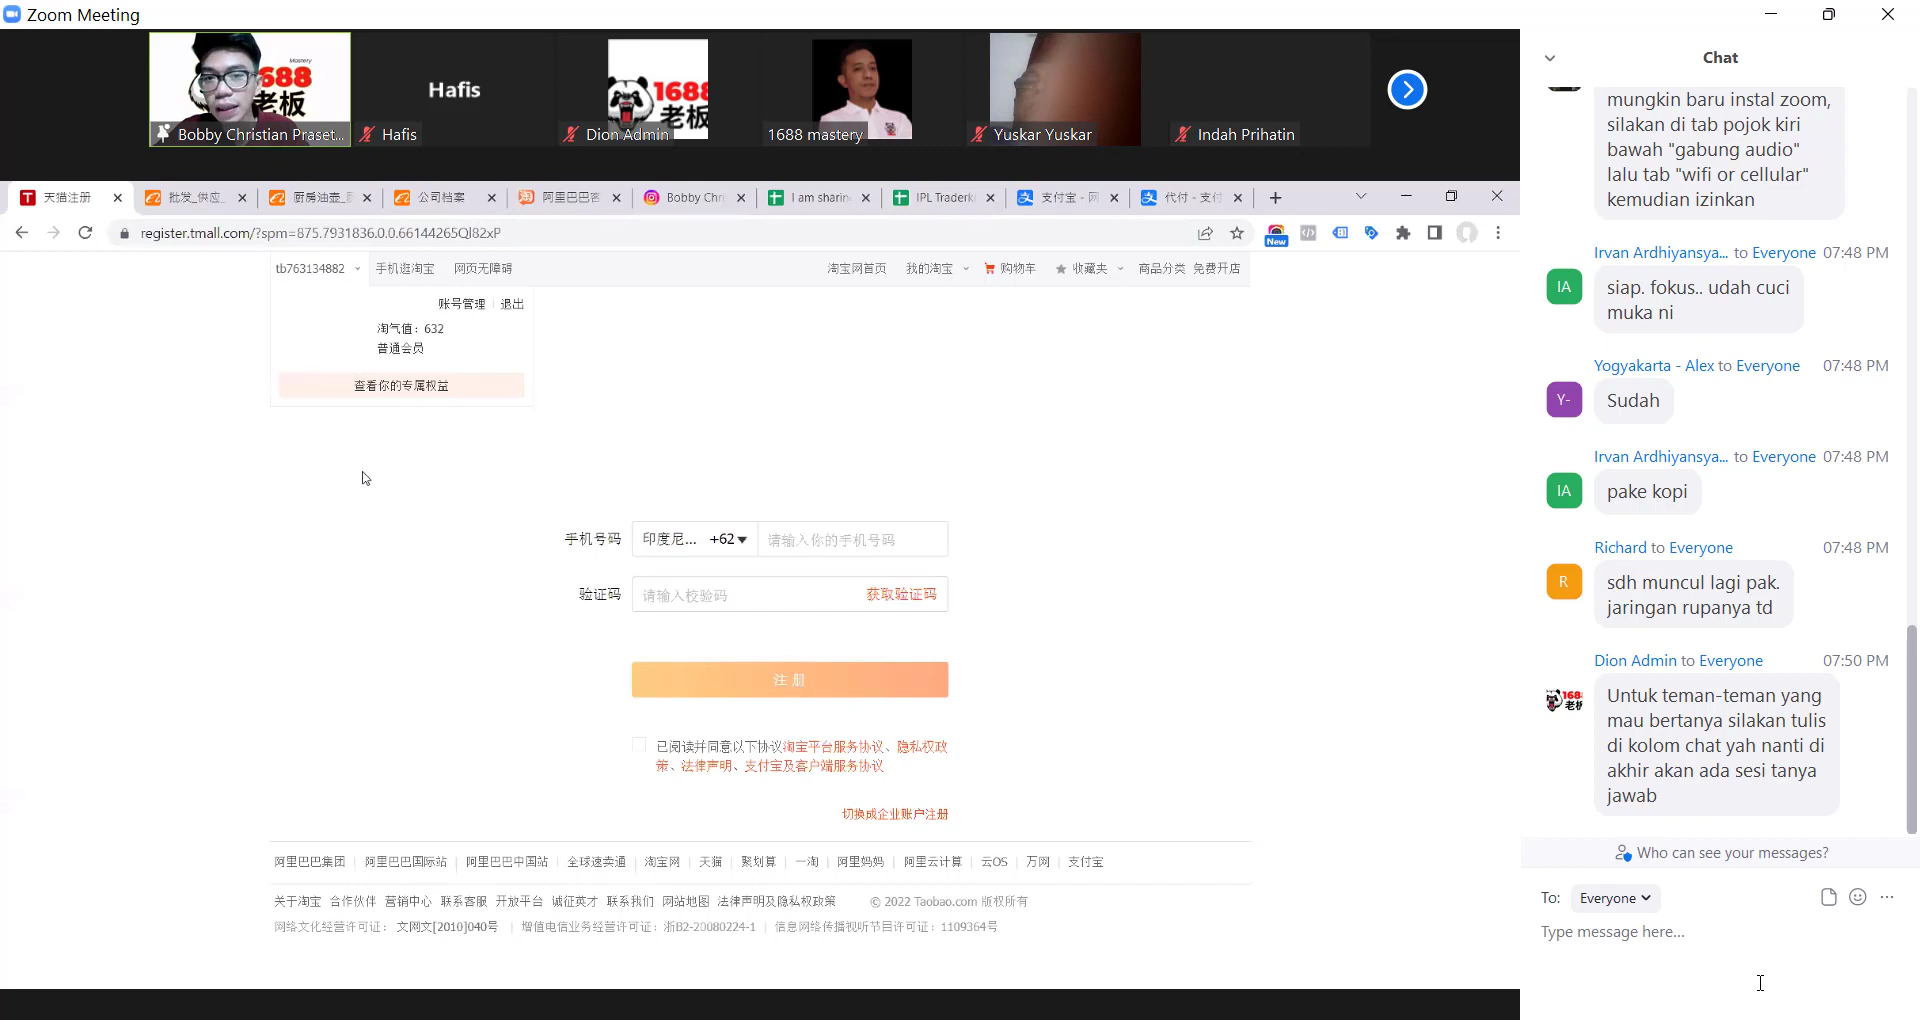 Zoom Meeting
Mastery
1688
老板
Bobby Christian Praset...
Hafis
Hafis
1688
老板
Dion Admin
1688 mastery
Yuskar Yuskar
Indah Prihatin
天猫注册
批发_供应_
厨房油壶_
公司档案
阿里巴巴客
Bobby Chri
I am sharin
IPL Traderk
支付宝 - 网
代付 - 支付
register.tmall.com/?spm=875.7931836.0.0.66144265Ql82xP
New
tb763134882 手机逛淘宝 网页无障碍 淘宝网首页 我的淘宝 购物车 收藏夹 商品分类 免费开店
账号管理 退出
淘气值：632
普通会员
查看你的专属权益
手机号码 印度尼... +62 请输入你的手机号码
验证码 请输入校验码 获取验证码
注 册
已阅读并同意以下协议淘宝平台服务协议、隐私权政
策、法律声明、支付宝及客户端服务协议
切换成企业账户注册
阿里巴巴集团 | 阿里巴巴国际站 | 阿里巴巴中国站 | 全球速卖通 | 淘宝网 | 天猫 | 聚划算 | 一淘 | 阿里妈妈 | 阿里云计算 | 云OS | 万网 | 支付宝
关于淘宝 合作伙伴 营销中心 联系客服 开放平台 诚征英才 联系我们 网站地图 法律声明及隐私权政策 © 2022 Taobao.com 版权所有
网络文化经营许可证： 文网文[2010]040号 | 增值电信业务经营许可证：浙B2-20080224-1 | 信息网络传播视听节目许可证：1109364号
Chat
mungkin baru instal zoom,
silakan di tab pojok kiri
bawah "gabung audio"
lalu tab "wifi or cellular"
kemudian izinkan
Irvan Ardhiyansya... to Everyone 07:48 PM
IA
siap. fokus.. udah cuci
muka ni
Yogyakarta - Alex to Everyone 07:48 PM
Y-
Sudah
Irvan Ardhiyansya... to Everyone 07:48 PM
IA
pake kopi
Richard to Everyone 07:48 PM
R
sdh muncul lagi pak.
jaringan rupanya td
Dion Admin to Everyone 07:50 PM
168
老板
Untuk teman-teman yang
mau bertanya silakan tulis
di kolom chat yah nanti di
akhir akan ada sesi tanya
jawab
Who can see your messages?
To: Everyone
Type message here...